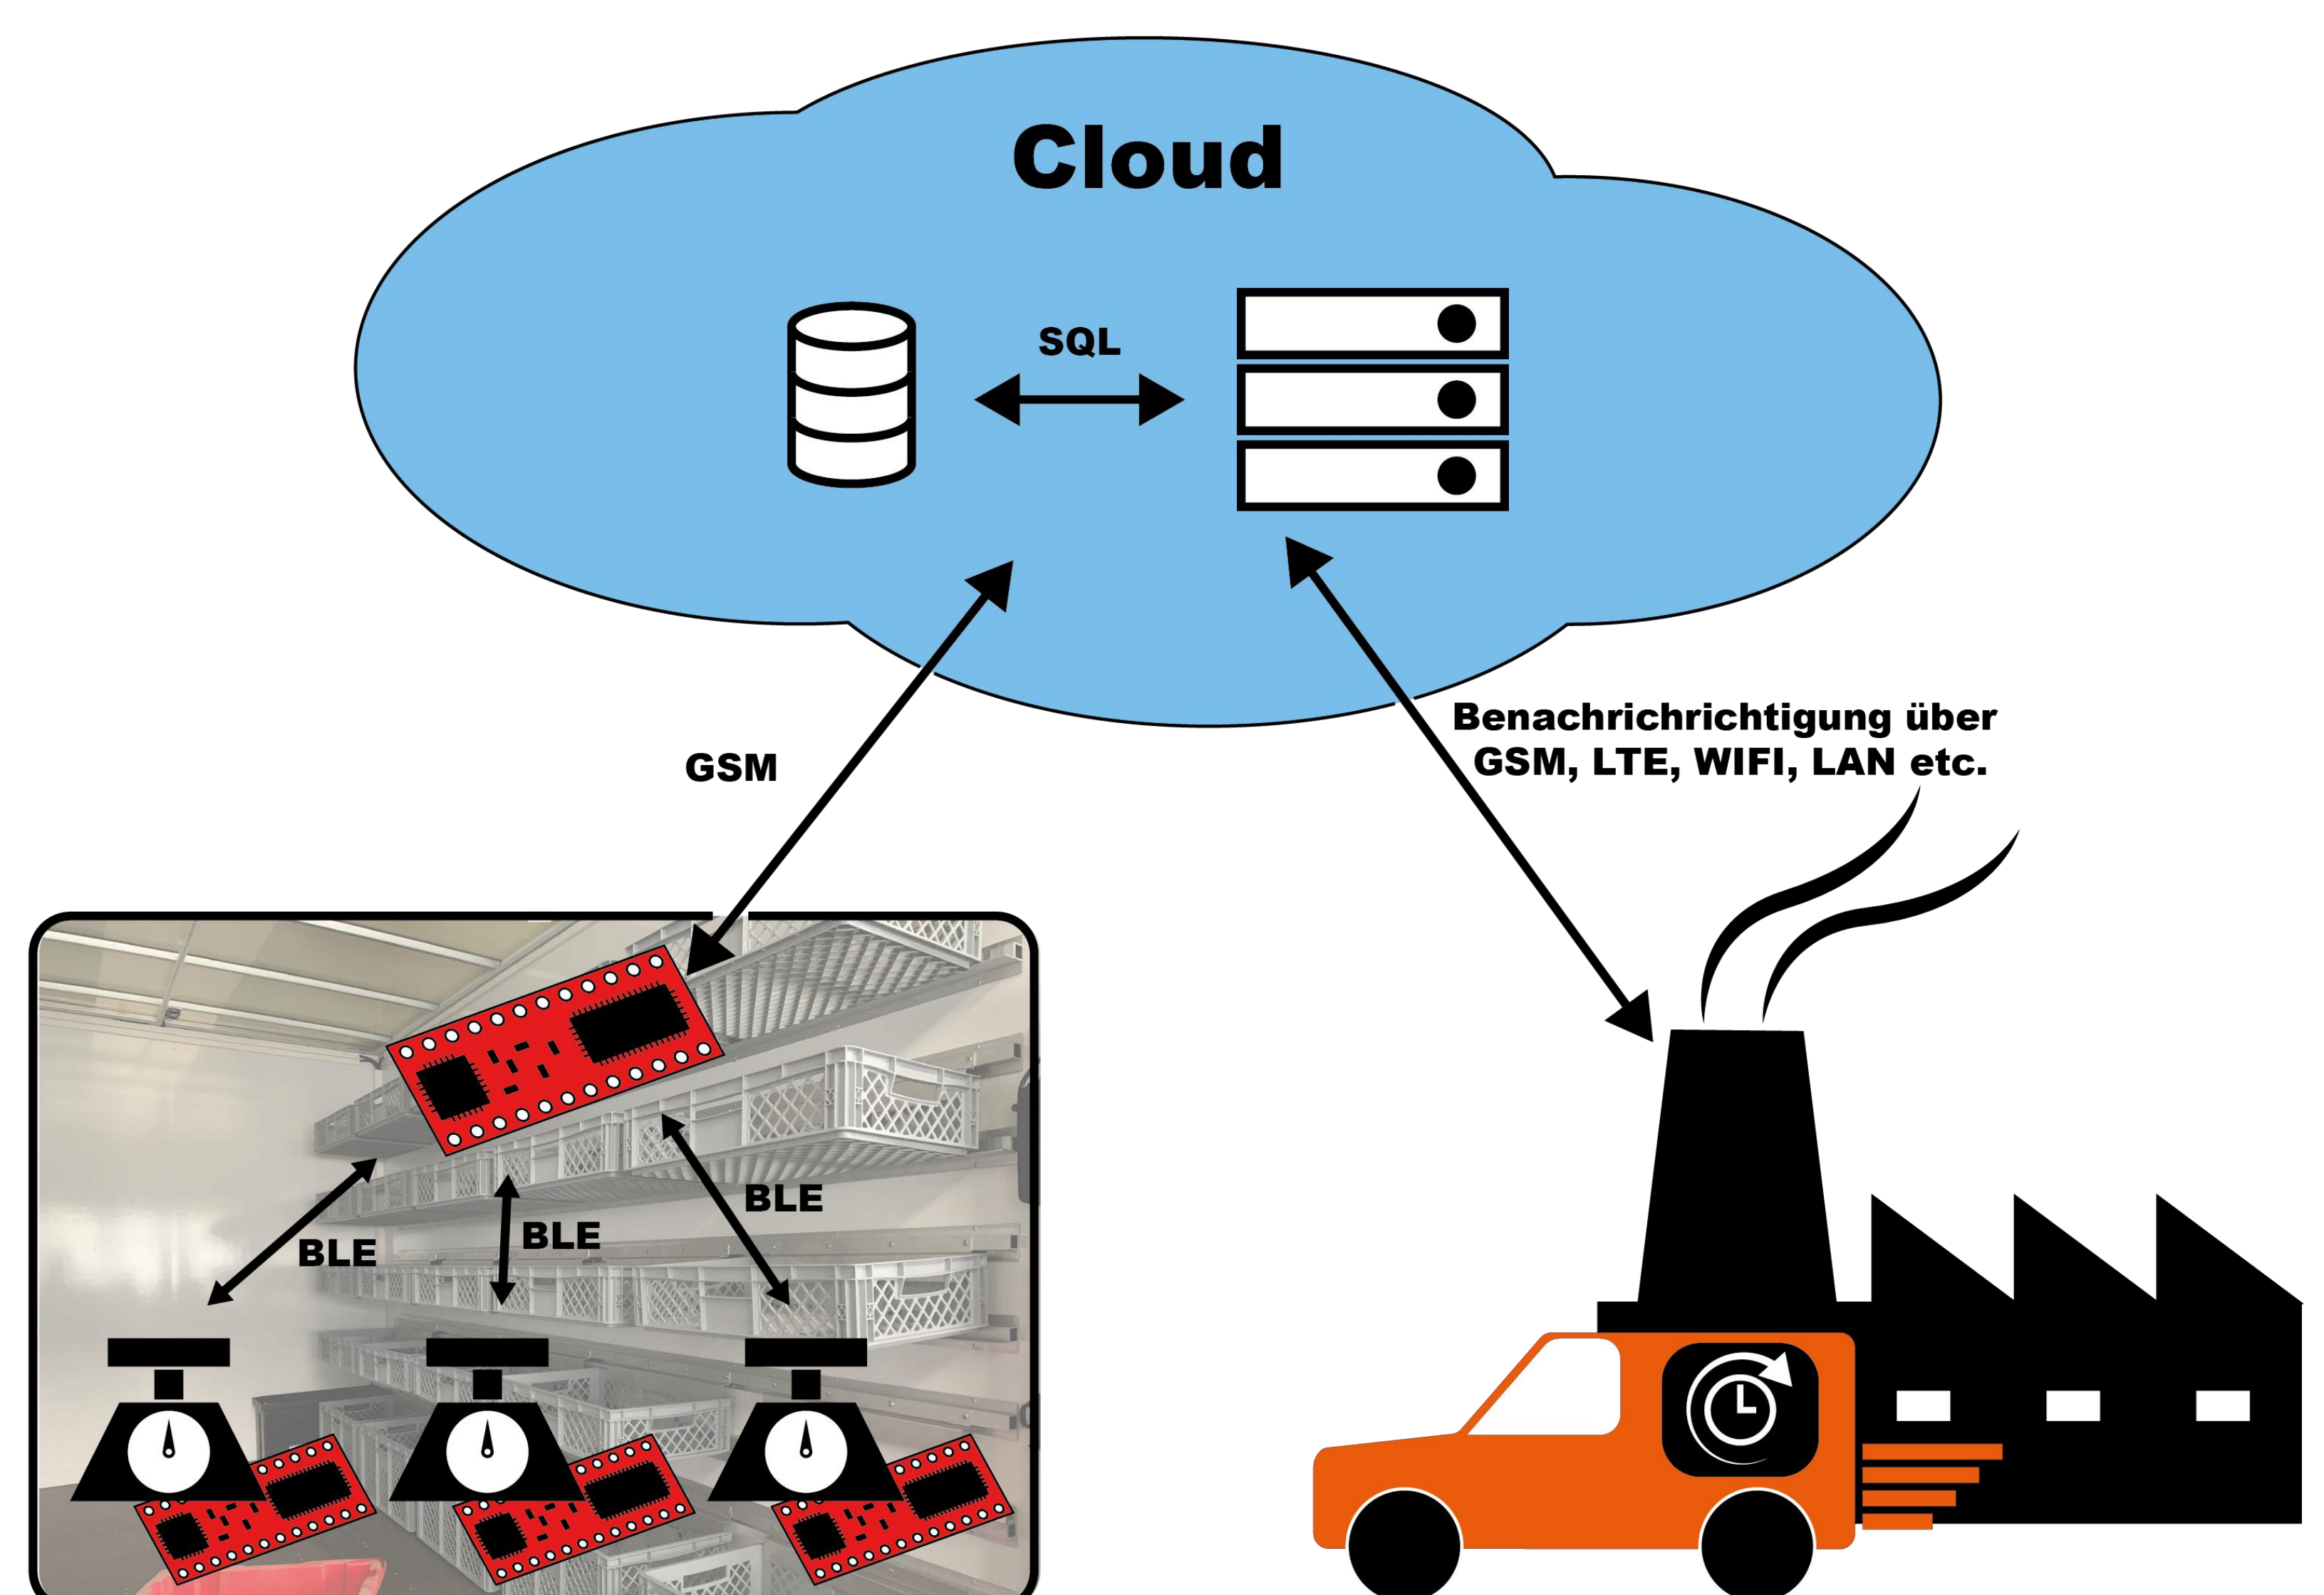 Cloud
SQL
GSM
Benachrichrichtigung über
GSM, LTE, WIFI, LAN etc.
BLE
BLE
BLE